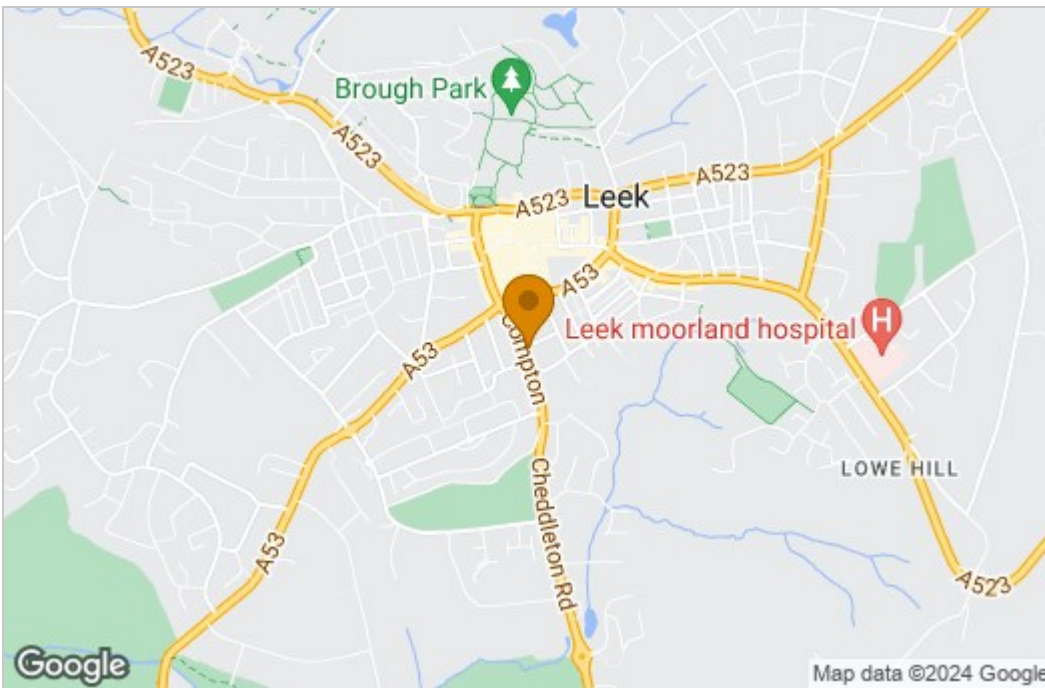 A523
Brough Park
A523
A523
A523
A523
Leek
A53
Compton
Leek moorland hospital
H
A53
LOWE HILL
Cheddleton Rd
A53
A523
Google
Map data ©2024 Google